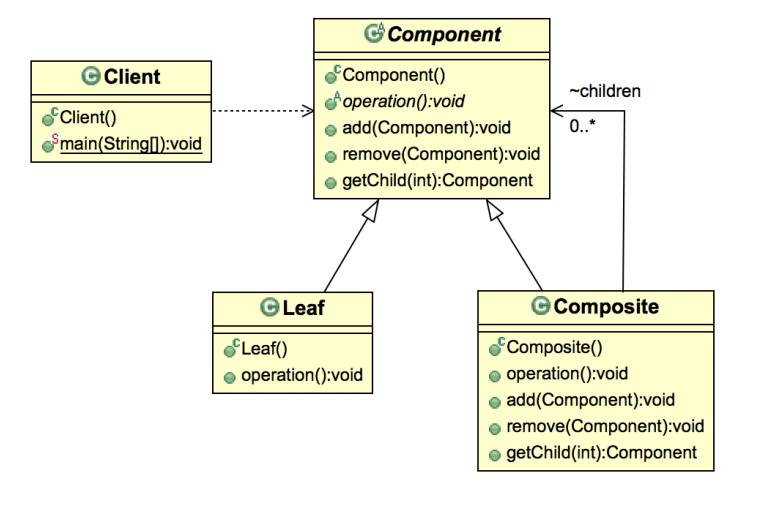 Component
Component()
operation():void
add(Component):void
remove(Component):void
getChild(int):Component
Client
Client()
main(String[]):void
~children
0..*
Leaf
Leaf()
operation():void
Composite
Composite()
operation():void
add(Component):void
remove(Component):void
getChild(int):Component